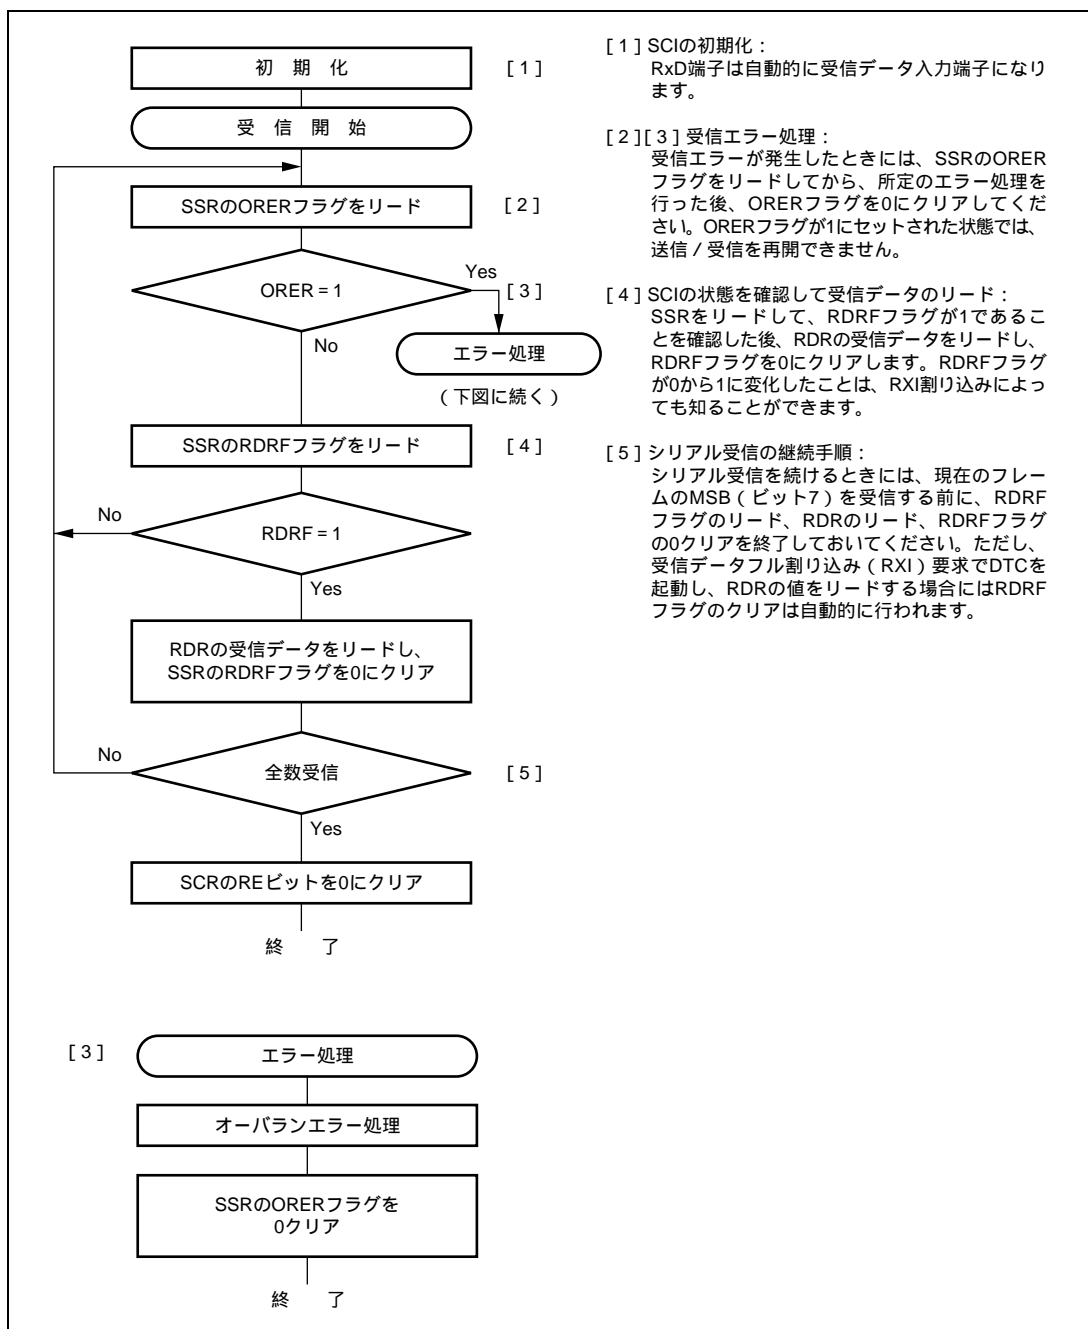 初 期 化 [1]
受 信 開 始
SSRのORERフラグをリード [2]
ORER = 1
Yes
[3]
No
エラー処理
(下図に続く)
SSRのRDRFフラグをリード [4]
No
RDRF = 1
Yes
RDRの受信データをリードし、
SSRのRDRFフラグを0にクリア
No
全数受信 [5]
Yes
SCRのREビットを0にクリア
終 了
[3] エラー処理
オーバランエラー処理
SSRのORERフラグを
0クリア
終 了
[1] SCIの初期化：
RxD端子は自動的に受信データ入力端子になり
ます。
[2][3] 受信エラー処理：
受信エラーが発生したときには、SSRのORER
フラグをリードしてから、所定のエラー処理を
行った後、ORERフラグを0にクリアしてくだ
さい。ORERフラグが1にセットされた状態では、
送信 / 受信を再開できません。
[4] SCIの状態を確認して受信データのリード：
SSRをリードして、RDRFフラグが1であるこ
とを確認した後、RDRの受信データをリードし、
RDRFフラグを0にクリアします。RDRFフラグ
が0から1に変化したことは、RXI割り込みによっ
ても知ることができます。
[5] シリアル受信の継続手順：
シリアル受信を続けるときには、現在のフレー
ムのMSB（ビット7）を受信する前に、RDRF
フラグのリード、RDRのリード、RDRFフラグ
の0クリアを終了しておいてください。ただし、
受信データフル割り込み（RXI）要求でDTCを
起動し、RDRの値をリードする場合にはRDRF
フラグのクリアは自動的に行われます。